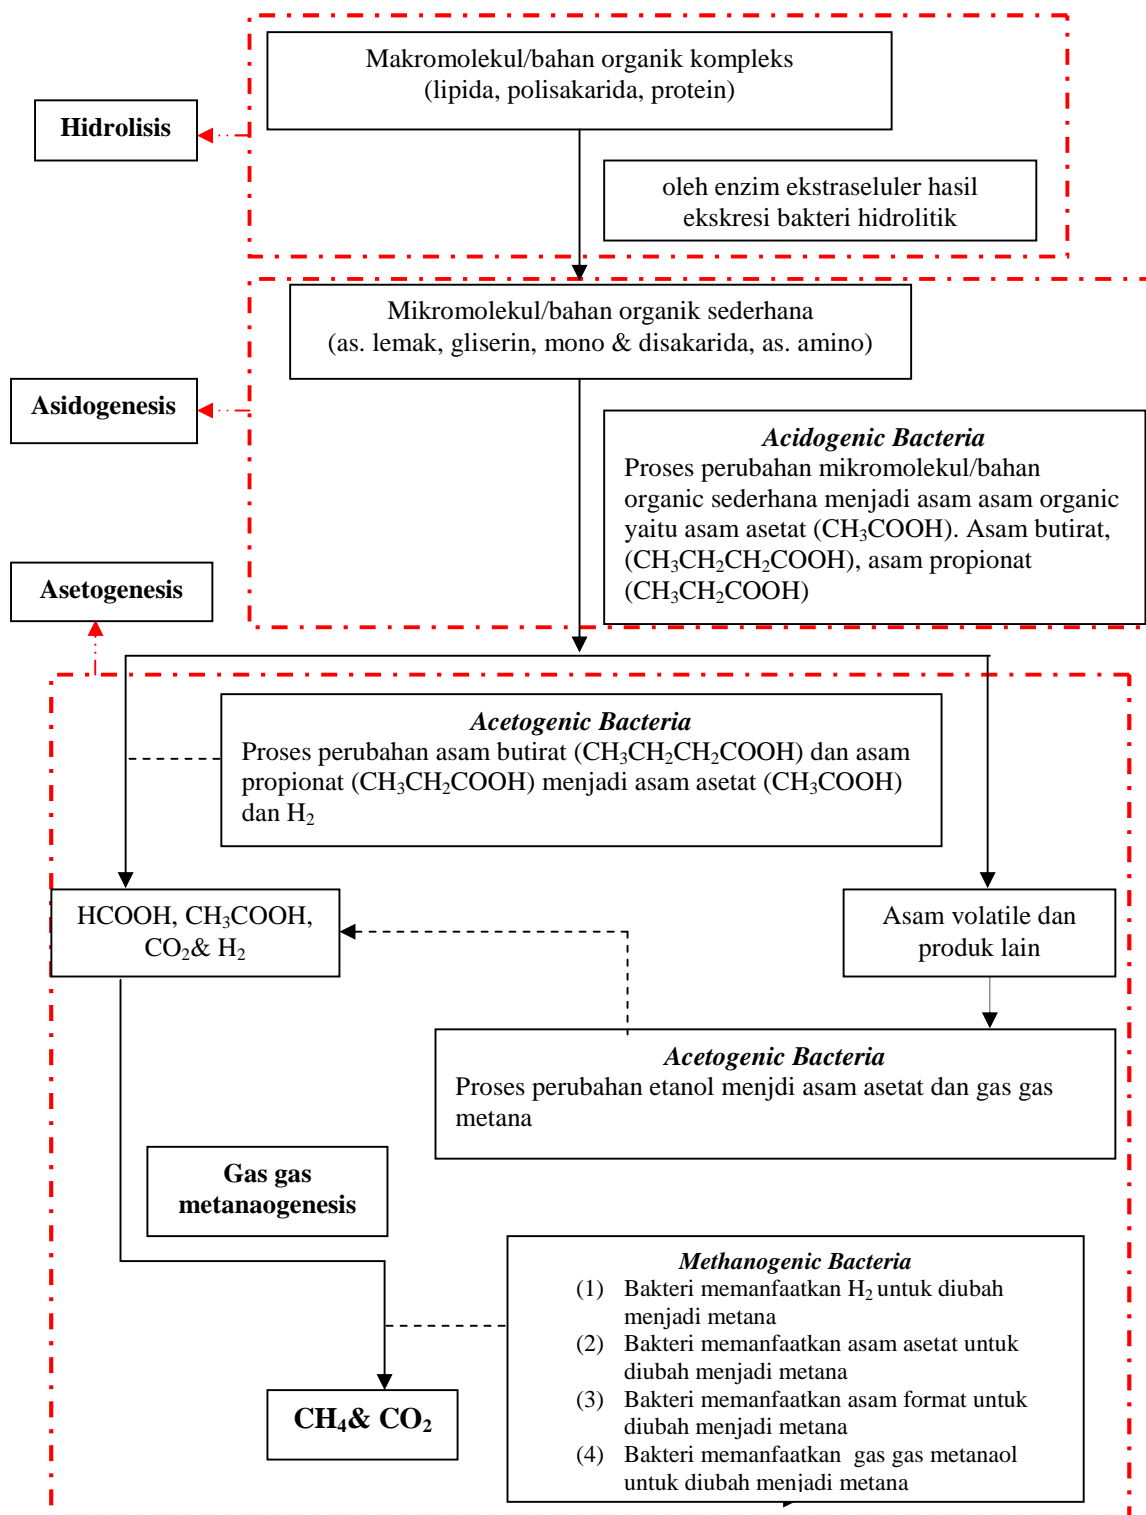 Makromolekul/bahan organik kompleks
(lipida, polisakarida, protein)
Hidrolisis
oleh enzim ekstraseluler hasil
ekskresi bakteri hidrolitik
Mikromolekul/bahan organik sederhana
(as. lemak, gliserin, mono & disakarida, as. amino)
Asidogenesis
Acidogenic Bacteria
Proses perubahan mikromolekul/bahan
organic sederhana menjadi asam asam organic
yaitu asam asetat (CH₃COOH). Asam butirat,
(CH₃CH₂CH₂COOH), asam propionat
(CH₃CH₂COOH)
Asetogenesis
Acetogenic Bacteria
Proses perubahan asam butirat (CH₃CH₂CH₂COOH) dan asam
propionat (CH₃CH₂COOH) menjadi asam asetat (CH₃COOH)
dan H₂
HCOOH, CH₃COOH,
CO₂& H₂
Asam volatile dan
produk lain
Acetogenic Bacteria
Proses perubahan etanol menjdi asam asetat dan gas gas
metana
Gas gas
metanaogenesis
Methanogenic Bacteria
(1) Bakteri memanfaatkan H₂ untuk diubah
menjadi metana
(2) Bakteri memanfaatkan asam asetat untuk
diubah menjadi metana
(3) Bakteri memanfaatkan asam format untuk
diubah menjadi metana
(4) Bakteri memanfaatkan gas gas metanaol
untuk diubah menjadi metana
CH₄& CO₂